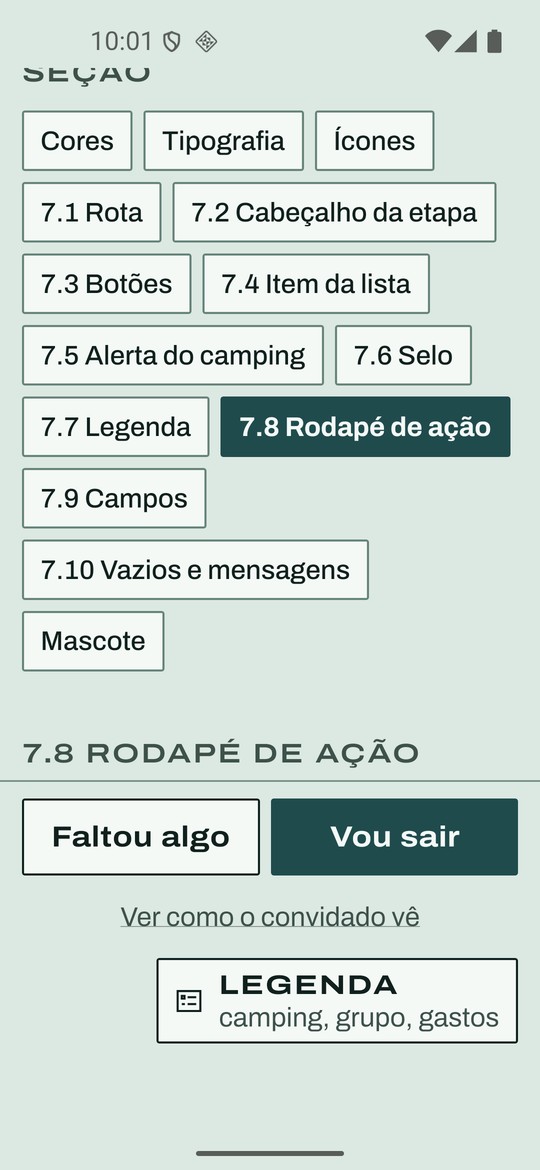 10:01
SEÇÃO
Cores Tipografia Ícones
7.1 Rota 7.2 Cabeçalho da etapa
7.3 Botões 7.4 Item da lista
7.5 Alerta do camping 7.6 Selo
7.7 Legenda 7.8 Rodapé de ação
7.9 Campos
7.10 Vazios e mensagens
Mascote
7.8 RODAPÉ DE AÇÃO
Faltou algo Vou sair
Ver como o convidado vê
LEGENDA
camping, grupo, gastos